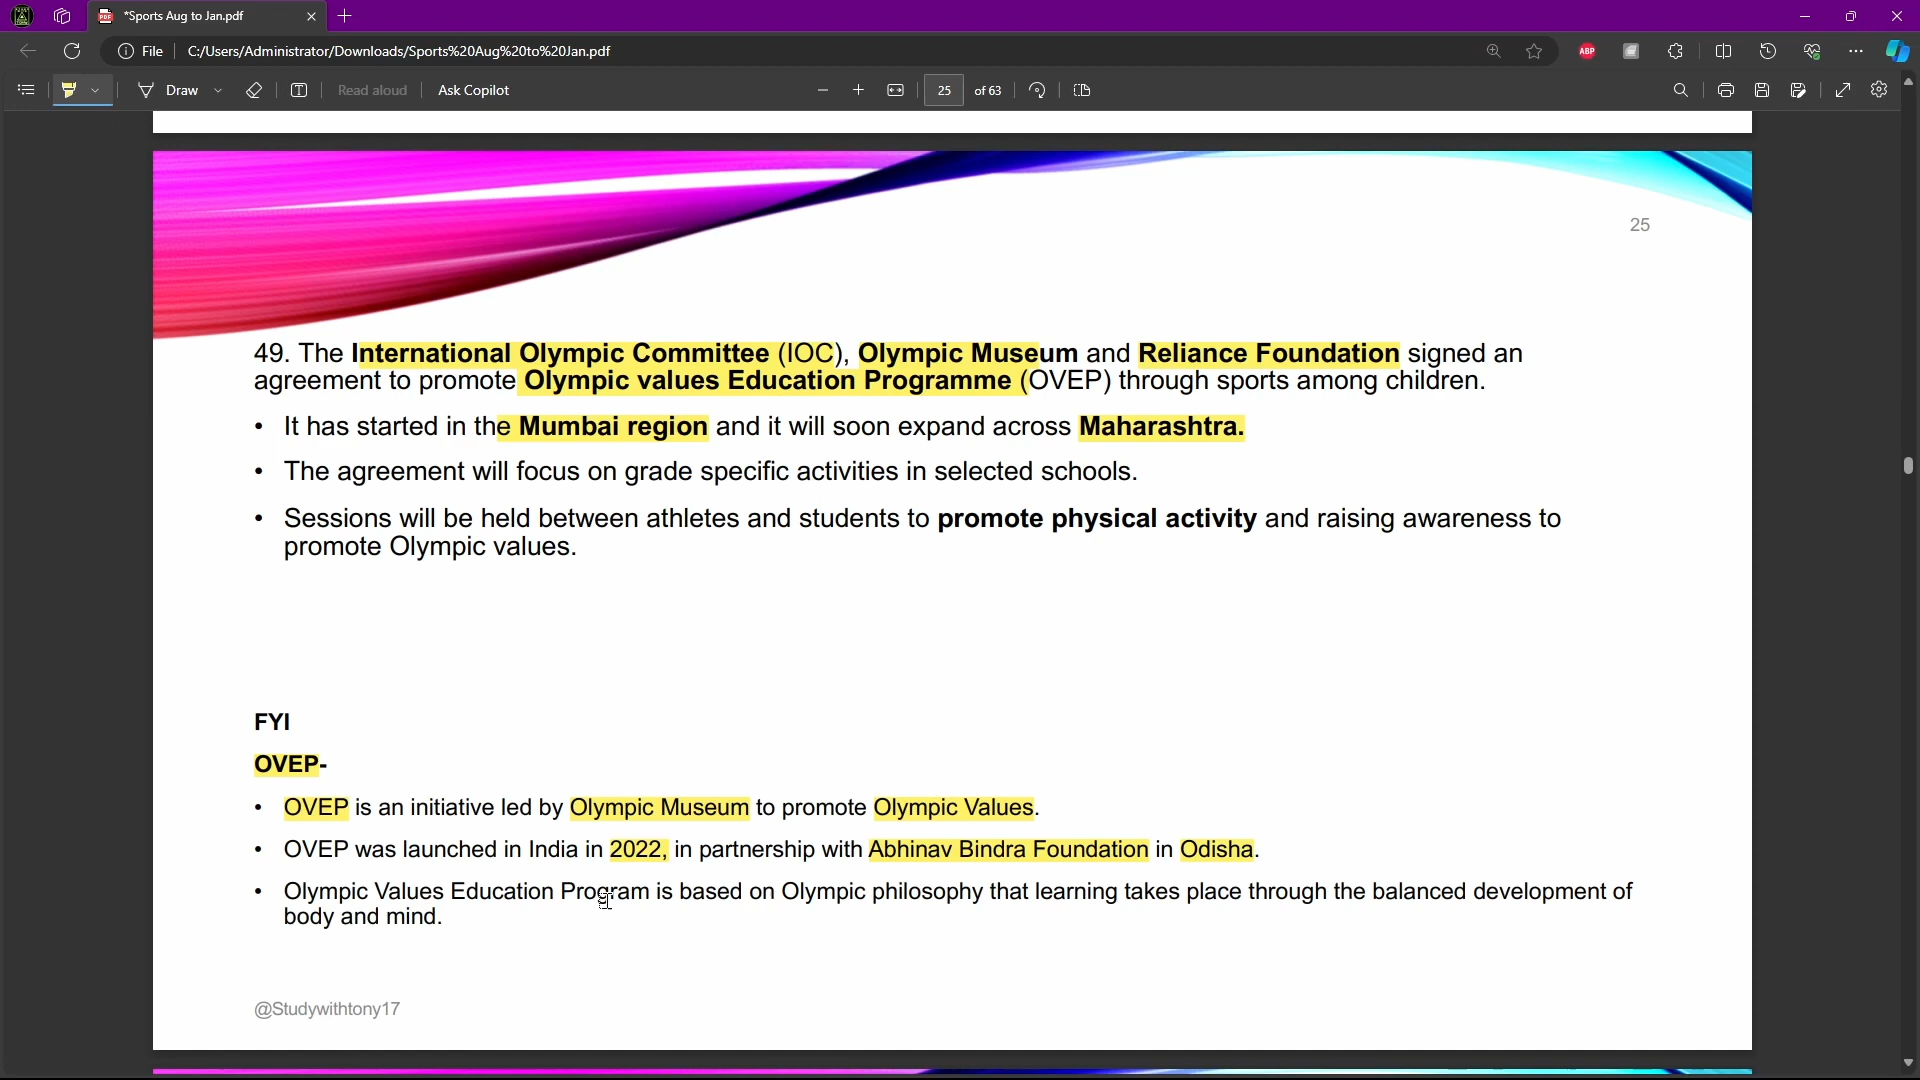 *Sports Aug to Jan.pdf
File
C:/Users/Administrator/Downloads/Sports%20Aug%20to%20Jan.pdf
ABP
Draw
Read aloud
Ask Copilot
25 of 63
25
49. The International Olympic Committee (IOC), Olympic Museum and Reliance Foundation signed an
agreement to promote Olympic values Education Programme (OVEP) through sports among children.
• It has started in the Mumbai region and it will soon expand across Maharashtra.
• The agreement will focus on grade specific activities in selected schools.
• Sessions will be held between athletes and students to promote physical activity and raising awareness to
promote Olympic values.
FYI
OVEP-
• OVEP is an initiative led by Olympic Museum to promote Olympic Values.
• OVEP was launched in India in 2022, in partnership with Abhinav Bindra Foundation in Odisha.
• Olympic Values Education Program is based on Olympic philosophy that learning takes place through the balanced development of
body and mind.
@Studywithtony17